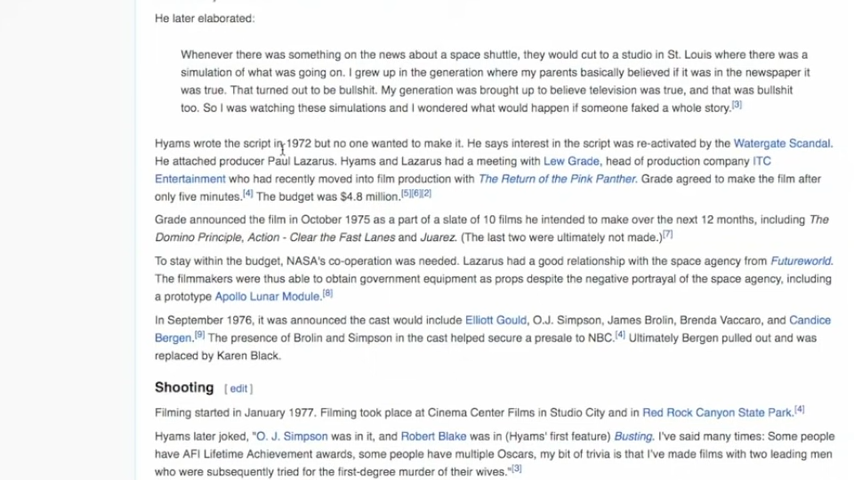 He later elaborated:
Whenever there was something on the news about a space shuttle, they would cut to a studio in St. Louis where there was a
simulation of what was going on. I grew up in the generation where my parents basically believed if it was in the newspaper it
was true. That turned out to be bullshit. My generation was brought up to believe television was true, and that was bullshit
too. So I was watching these simulations and I wondered what would happen if someone faked a whole story.[3]
Hyams wrote the script in 1972 but no one wanted to make it. He says interest in the script was re-activated by the Watergate Scandal.
He attached producer Paul Lazarus. Hyams and Lazarus had a meeting with Lew Grade, head of production company ITC
Entertainment who had recently moved into film production with The Return of the Pink Panther. Grade agreed to make the film after
only five minutes.[4] The budget was $4.8 million.[5][6][2]
Grade announced the film in October 1975 as a part of a slate of 10 films he intended to make over the next 12 months, including The
Domino Principle, Action - Clear the Fast Lanes and Juarez. (The last two were ultimately not made.)[7]
To stay within the budget, NASA's co-operation was needed. Lazarus had a good relationship with the space agency from Futureworld.
The filmmakers were thus able to obtain government equipment as props despite the negative portrayal of the space agency, including
a prototype Apollo Lunar Module.[8]
In September 1976, it was announced the cast would include Elliott Gould, O.J. Simpson, James Brolin, Brenda Vaccaro, and Candice
Bergen.[9] The presence of Brolin and Simpson in the cast helped secure a presale to NBC.[4] Ultimately Bergen pulled out and was
replaced by Karen Black.
Shooting [ edit ]
Filming started in January 1977. Filming took place at Cinema Center Films in Studio City and in Red Rock Canyon State Park.[4]
Hyams later joked, "O. J. Simpson was in it, and Robert Blake was in (Hyams' first feature) Busting. I've said many times: Some people
have AFI Lifetime Achievement awards, some people have multiple Oscars, my bit of trivia is that I've made films with two leading men
who were subsequently tried for the first-degree murder of their wives."[3]